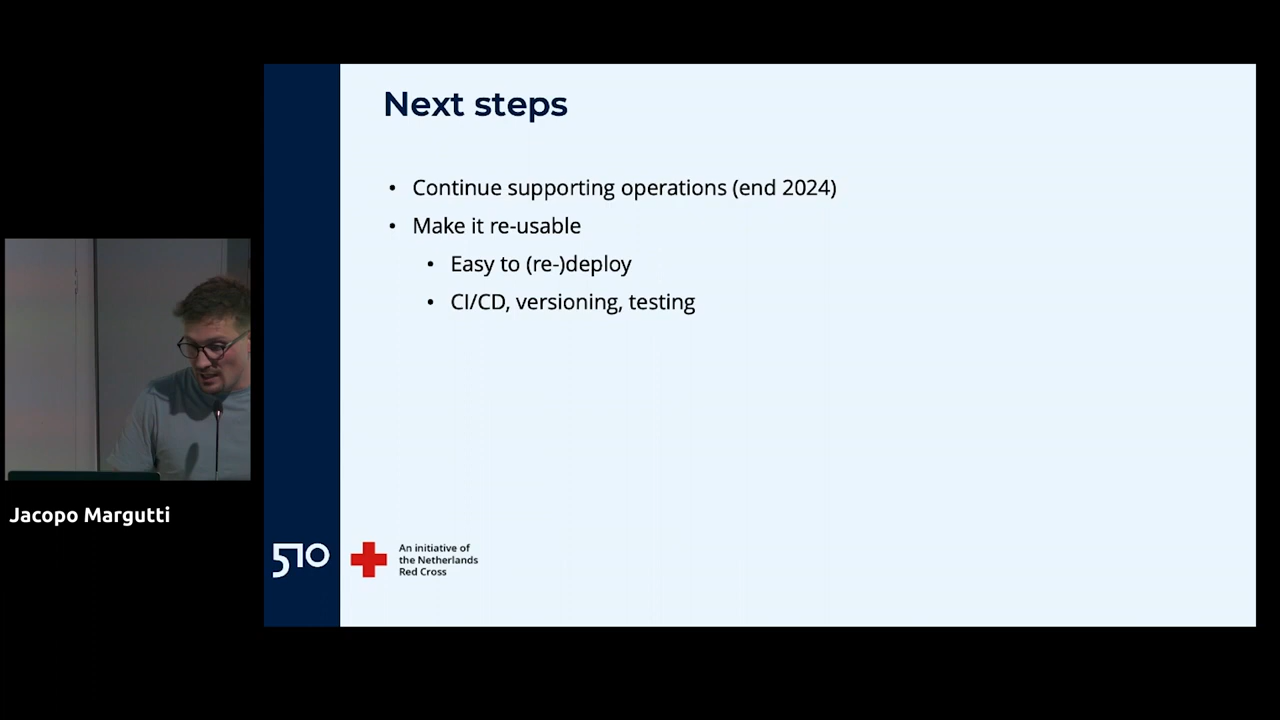 Next steps
• Continue supporting operations (end 2024)
• Make it re-usable
• Easy to (re-)deploy
• CI/CD, versioning, testing
Jacopo Margutti
510
An initiative of
the Netherlands
Red Cross